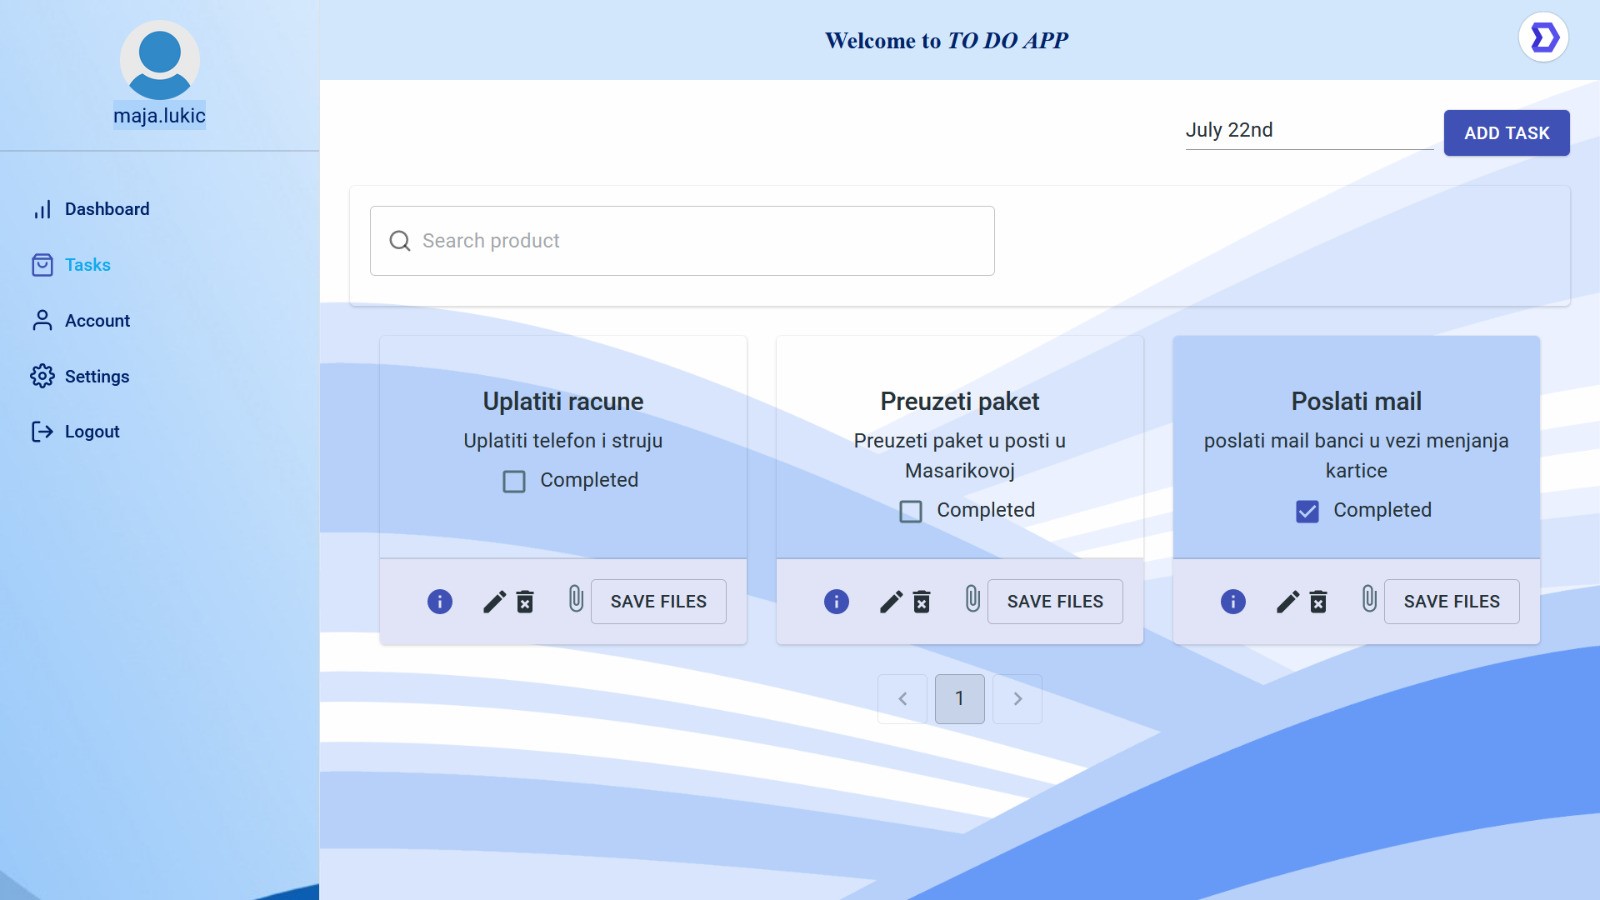 maja.lukic
Dashboard
Tasks
Account
Settings
Logout
Welcome to TO DO APP
July 22nd
ADD TASK
Search product
Uplatiti racune
Uplatiti telefon i struju
Completed
SAVE FILES
Preuzeti paket
Preuzeti paket u posti u
Masarikovoj
Completed
SAVE FILES
Poslati mail
poslati mail banci u vezi menjanja
kartice
Completed
SAVE FILES
1